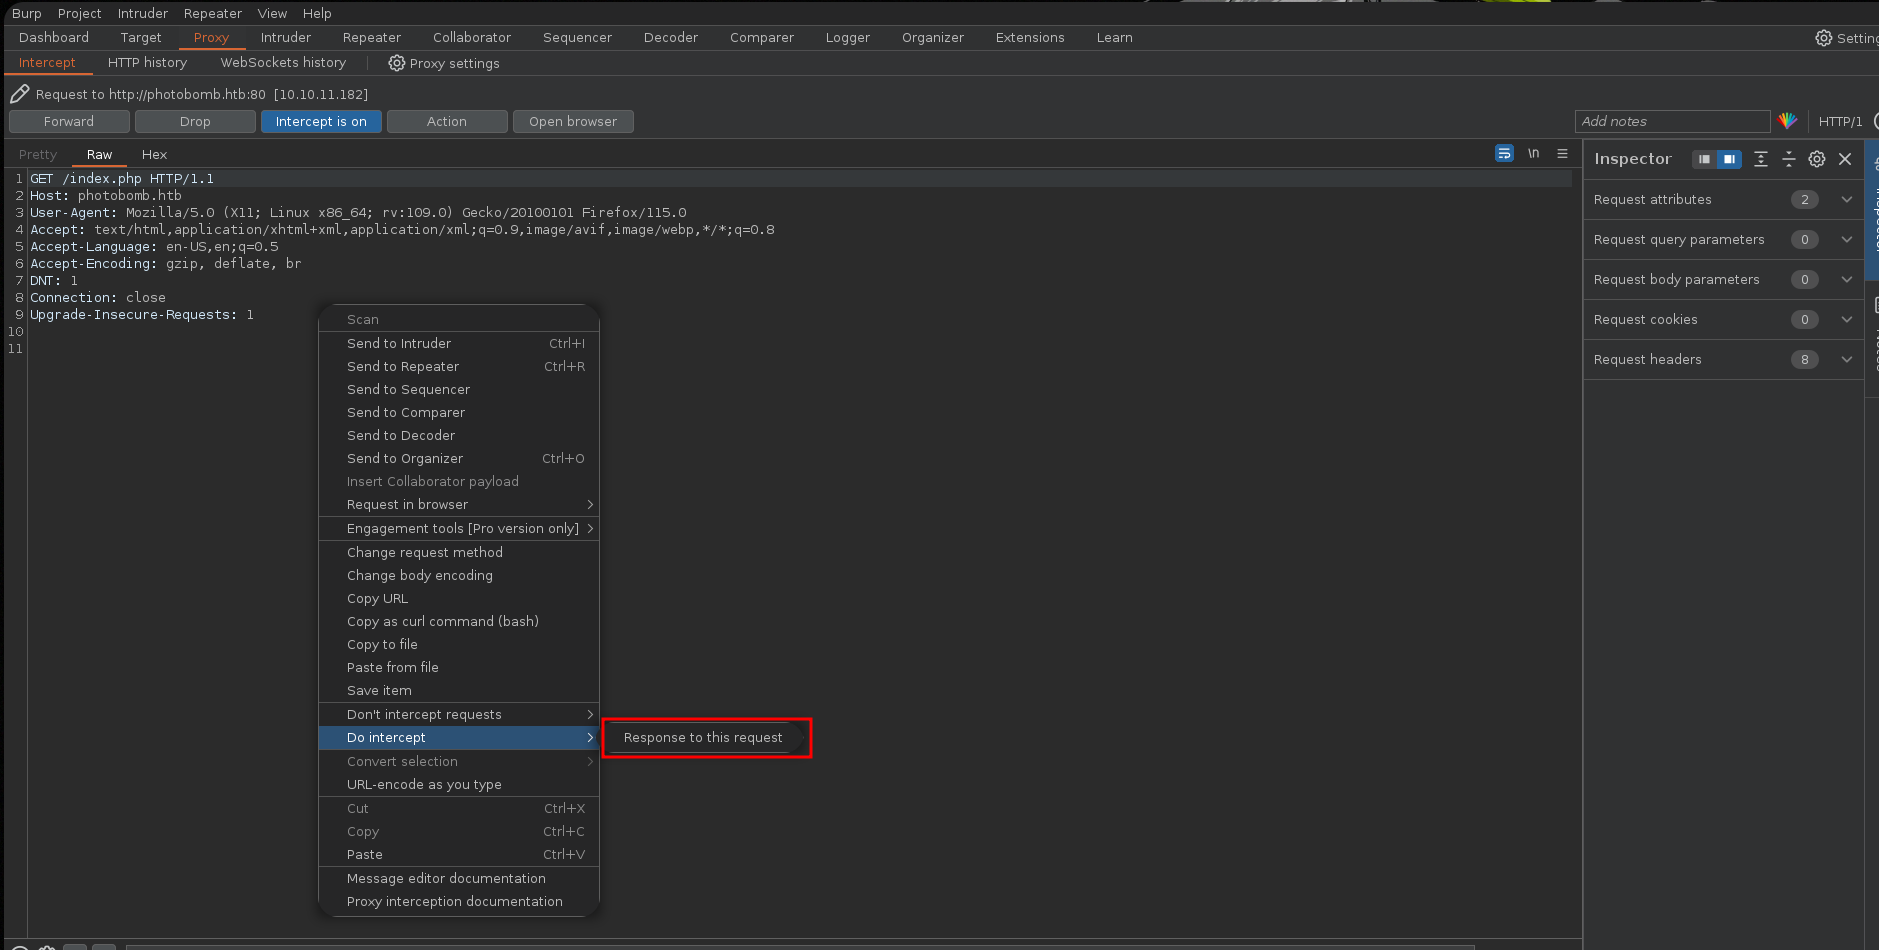 Burp Project Intruder Repeater View Help
Dashboard Target Proxy Intruder Repeater Collaborator Sequencer Decoder Comparer Logger Organizer Extensions Learn
Intercept HTTP history WebSockets history Proxy settings
Request to http://photobomb.htb:80 [10.10.11.182]
Forward Drop Intercept is on Action Open browser Add notes HTTP/1
Pretty Raw Hex \n
1 GET /index.php HTTP/1.1
2 Host: photobomb.htb
3 User-Agent: Mozilla/5.0 (X11; Linux x86_64; rv:109.0) Gecko/20100101 Firefox/115.0
4 Accept: text/html,application/xhtml+xml,application/xml;q=0.9,image/avif,image/webp,*/*;q=0.8
5 Accept-Language: en-US,en;q=0.5
6 Accept-Encoding: gzip, deflate, br
7 DNT: 1
8 Connection: close
9 Upgrade-Insecure-Requests: 1
10
11
Scan
Send to Intruder Ctrl+I
Send to Repeater Ctrl+R
Send to Sequencer
Send to Comparer
Send to Decoder
Send to Organizer Ctrl+O
Insert Collaborator payload
Request in browser
Engagement tools [Pro version only]
Change request method
Change body encoding
Copy URL
Copy as curl command (bash)
Copy to file
Paste from file
Save item
Don't intercept requests
Do intercept
Response to this request
Convert selection
URL-encode as you type
Cut Ctrl+X
Copy Ctrl+C
Paste Ctrl+V
Message editor documentation
Proxy interception documentation
Inspector
Request attributes 2
Request query parameters 0
Request body parameters 0
Request cookies 0
Request headers 8